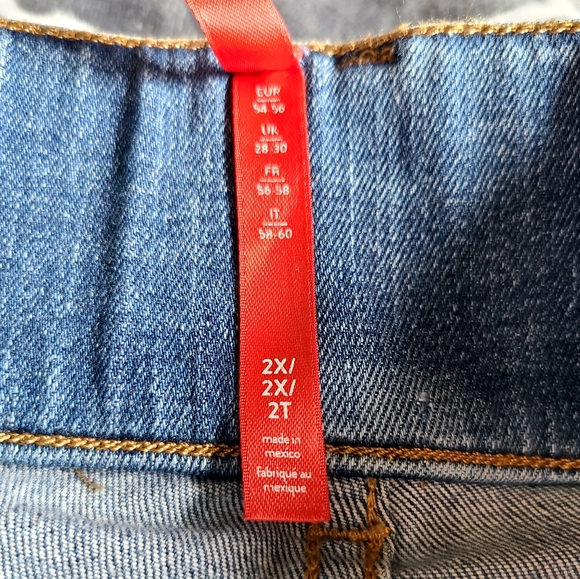 EUR
54-56
UK
28-30
FR
56-58
IT
58-60
2X/
2X/
2T
made in
mexico
fabriqué au
mexique